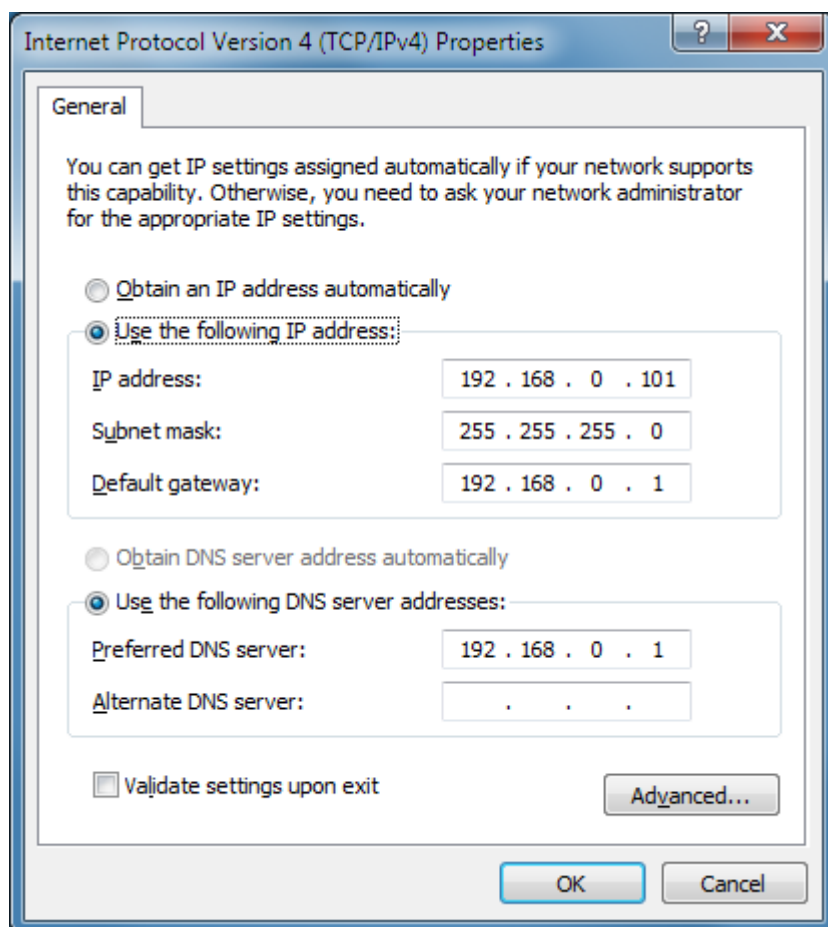 Internet Protocol Version 4 (TCP/IPv4) Properties
General
You can get IP settings assigned automatically if your network supports
this capability. Otherwise, you need to ask your network administrator
for the appropriate IP settings.
Obtain an IP address automatically
Use the following IP address:
IP address: 192 . 168 . 0 . 101
Subnet mask: 255 . 255 . 255 . 0
Default gateway: 192 . 168 . 0 . 1
Obtain DNS server address automatically
Use the following DNS server addresses:
Preferred DNS server: 192 . 168 . 0 . 1
Alternate DNS server: . . .
Validate settings upon exit
Advanced...
OK Cancel